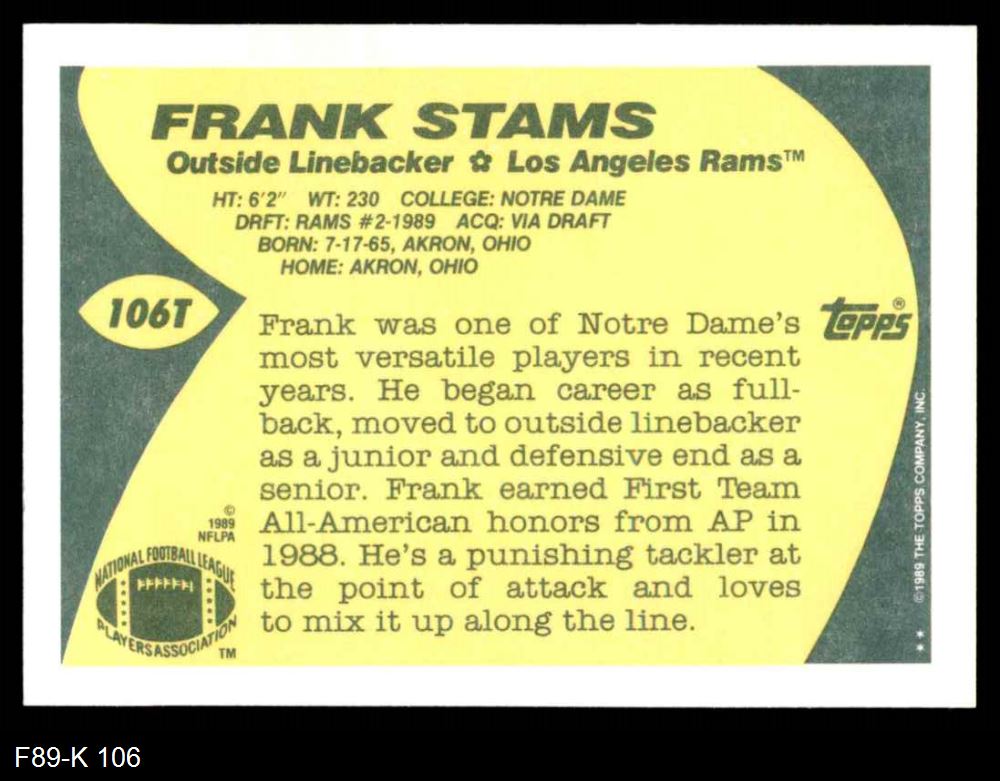 FRANK STAMS
Outside Linebacker ✿ Los Angeles Rams™
HT: 6'2" WT: 230 COLLEGE: NOTRE DAME
DRFT: RAMS #2-1989 ACQ: VIA DRAFT
BORN: 7-17-65, AKRON, OHIO
HOME: AKRON, OHIO
106T
topps®
Frank was one of Notre Dame's
most versatile players in recent
years. He began career as full-
back, moved to outside linebacker
as a junior and defensive end as a
senior. Frank earned First Team
All-American honors from AP in
1988. He's a punishing tackler at
the point of attack and loves
to mix it up along the line.
©
1989
NFLPA
NATIONAL FOOTBALL LEAGUE
PLAYERS ASSOCIATION
TM
©1989 THE TOPPS COMPANY, INC.
**
F89-K 106